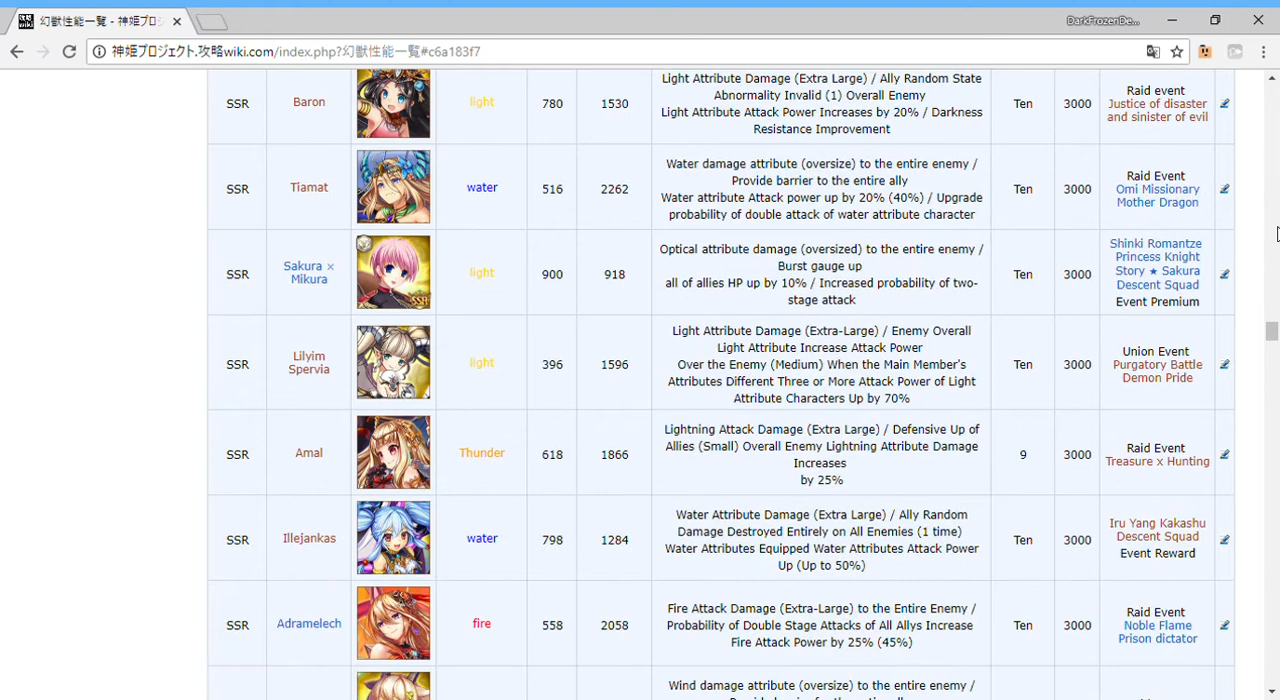 幻獣性能一覧 - 神姫プロジ
DarkFrozenDe...
神姫プロジェクト.攻略wiki.com/index.php?幻獣性能一覧#c6a183f7
SSR
Baron
light
780
1530
Light Attribute Damage (Extra Large) / Ally Random State
Abnormality Invalid (1) Overall Enemy
Light Attribute Attack Power Increases by 20% / Darkness
Resistance Improvement
Ten
3000
Raid event
Justice of disaster
and sinister of evil
SSR
Tiamat
water
516
2262
Water damage attribute (oversize) to the entire enemy /
Provide barrier to the entire ally
Water attribute Attack power up by 20% (40%) / Upgrade
probability of double attack of water attribute character
Ten
3000
Raid Event
Omi Missionary
Mother Dragon
SSR
Sakura ×
Mikura
light
900
918
Optical attribute damage (oversized) to the entire enemy /
Burst gauge up
all of allies HP up by 10% / Increased probability of two-
stage attack
Ten
3000
Shinki Romantze
Princess Knight
Story ★ Sakura
Descent Squad
Event Premium
SSR
Lilyim
Spervia
light
396
1596
Light Attribute Damage (Extra-Large) / Enemy Overall
Light Attribute Increase Attack Power
Over the Enemy (Medium) When the Main Member's
Attributes Different Three or More Attack Power of Light
Attribute Characters Up by 70%
Ten
3000
Union Event
Purgatory Battle
Demon Pride
SSR
Amal
Thunder
618
1866
Lightning Attack Damage (Extra Large) / Defensive Up of
Allies (Small) Overall Enemy Lightning Attribute Damage
Increases
by 25%
9
3000
Raid Event
Treasure x Hunting
SSR
Illejankas
water
798
1284
Water Attribute Damage (Extra Large) / Ally Random
Damage Destroyed Entirely on All Enemies (1 time)
Water Attributes Equipped Water Attributes Attack Power
Up (Up to 50%)
Ten
3000
Iru Yang Kakashu
Descent Squad
Event Reward
SSR
Adramelech
fire
558
2058
Fire Attack Damage (Extra-Large) to the Entire Enemy /
Probability of Double Stage Attacks of All Allys Increase
Fire Attack Power by 25% (45%)
Ten
3000
Raid Event
Noble Flame
Prison dictator
Wind damage attribute (oversize) to the entire enemy /